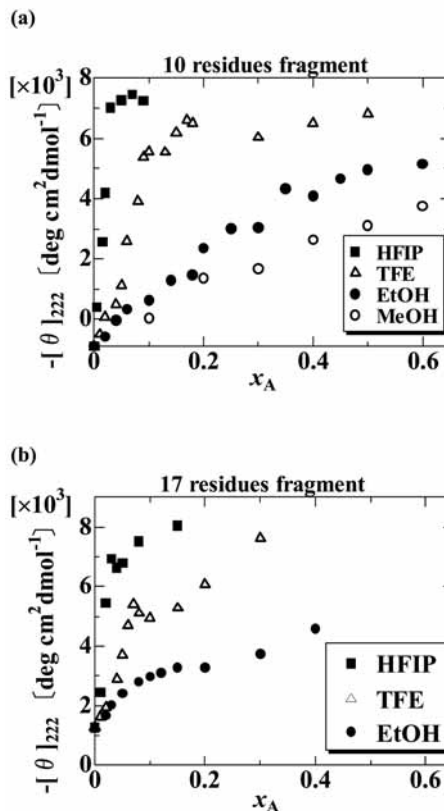 (a)
10 residues fragment
[×10³]
8
6
4
2
0
-[θ]₂₂₂ [deg cm²dmol⁻¹]
HFIP
TFE
EtOH
MeOH
0 0.2 0.4 0.6
x_A
(b)
17 residues fragment
[×10³]
8
6
4
2
0
-[θ]₂₂₂ [deg cm²dmol⁻¹]
HFIP
TFE
EtOH
0 0.2 0.4 0.6
x_A